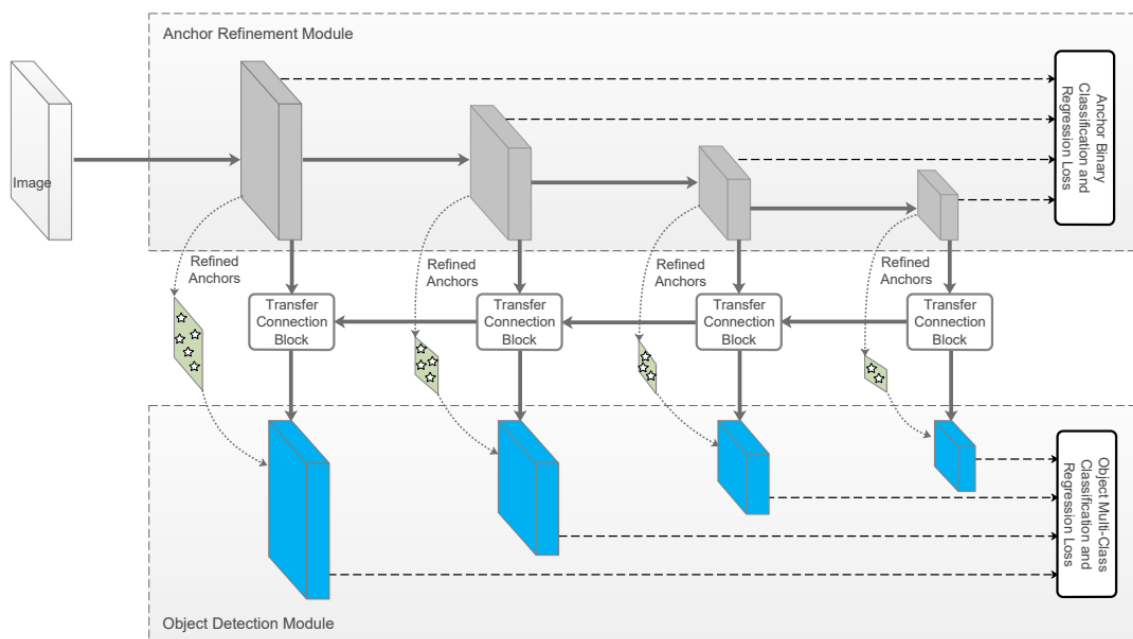 Anchor Refinement Module
Image
Anchor Binary
Classification and
Regression Loss
Refined
Anchors
Refined
Anchors
Refined
Anchors
Refined
Anchors
Transfer
Connection
Block
Transfer
Connection
Block
Transfer
Connection
Block
Transfer
Connection
Block
Object Multi-Class
Classification and
Regression Loss
Object Detection Module